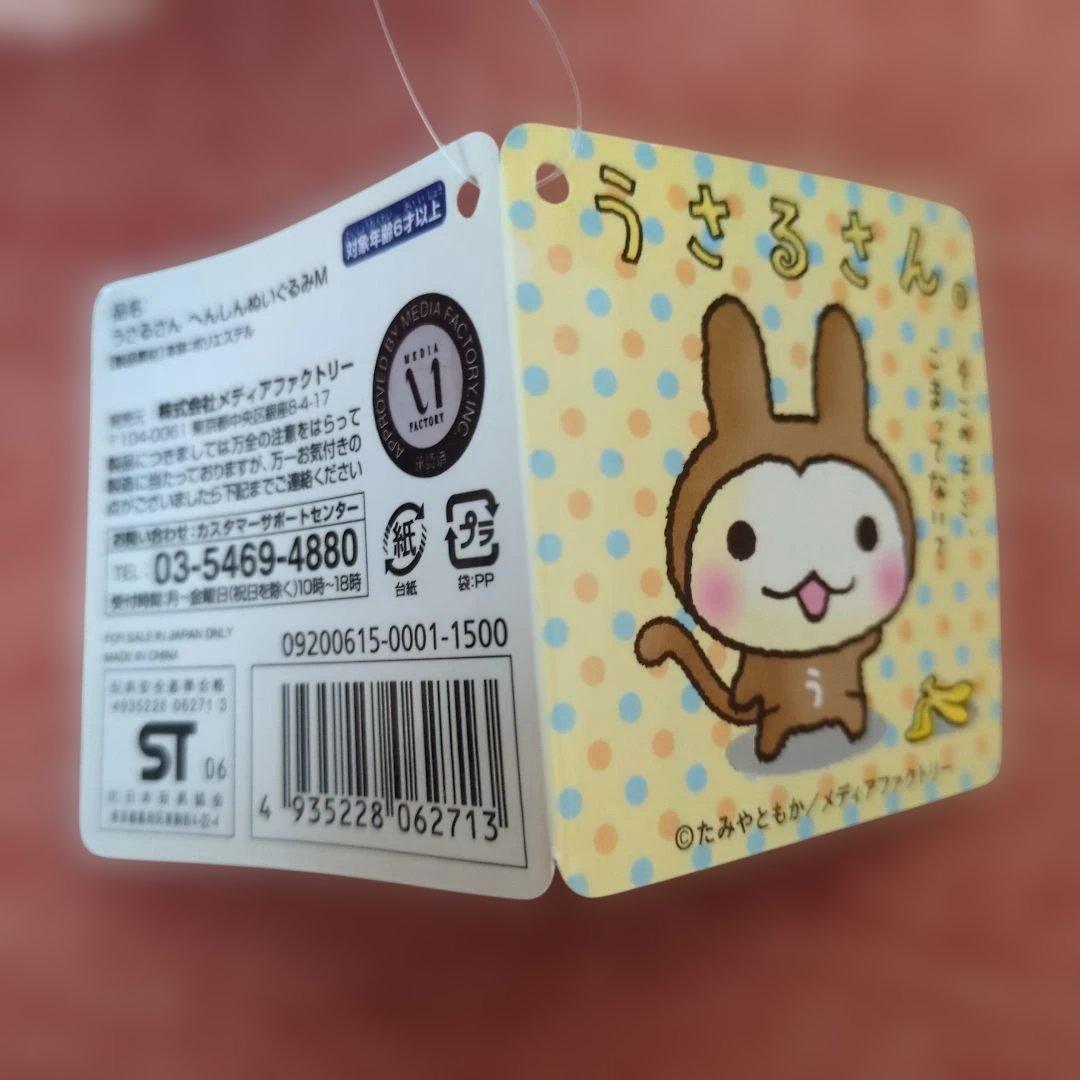 対象年齢6才以上
品名:
うさるさん へんしんぬいぐるみM
【製品素材】本体:ポリエステル
APPROVED BY MEDIA FACTORY, INC.
MEDIA
FACTORY
発売元 株式会社メディアファクトリー
〒104-0061 東京都中央区銀座8-4-17
製品につきましては万全の注意をはらって
製造に当たっておりますが、万一お気付きの
点がございましたら下記までご連絡ください
お問い合わせ:カスタマーサポートセンター
TEL: 03-5469-4880
受付時間:月~金曜日(祝日を除く)10時~18時
紙
台紙
プラ
袋:PP
FOR SALE IN JAPAN ONLY
MADE IN CHINA
09200615-0001-1500
玩具安全基準合格
4935228 06271 3
ST 06
(社)日本玩具協会
4 935228 062713
うさるさん。
う
©たみやともか/メディアファクトリー